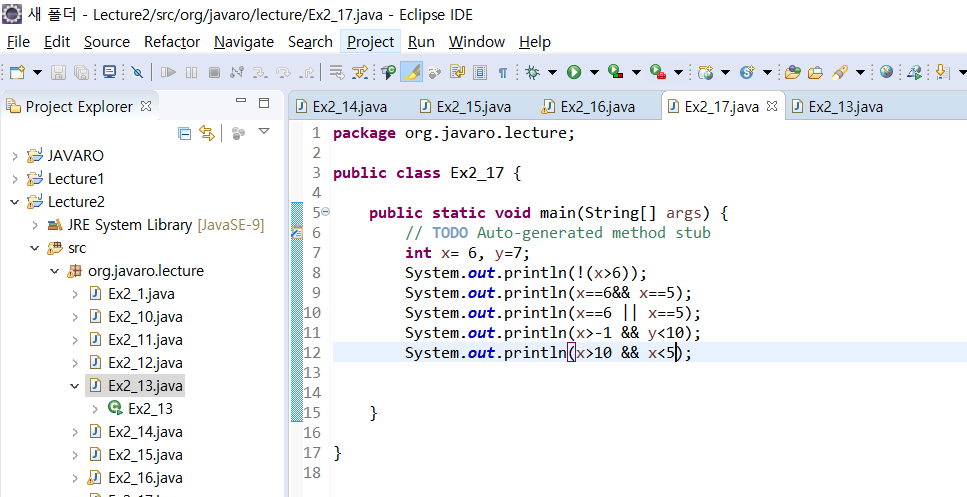 새 폴더 - Lecture2/src/org/javaro/lecture/Ex2_17.java - Eclipse IDE
File Edit Source Refactor Navigate Search Project Run Window Help
Project Explorer
JAVARO
Lecture1
Lecture2
JRE System Library [JavaSE-9]
src
org.javaro.lecture
Ex2_1.java
Ex2_10.java
Ex2_11.java
Ex2_12.java
Ex2_13.java
Ex2_13
Ex2_14.java
Ex2_15.java
Ex2_16.java
Ex2_14.java Ex2_15.java Ex2_16.java Ex2_17.java Ex2_13.java
1 package org.javaro.lecture;
2
3 public class Ex2_17 {
4
5 public static void main(String[] args) {
6 // TODO Auto-generated method stub
7 int x= 6, y=7;
8 System.out.println(!(x>6));
9 System.out.println(x==6&& x==5);
10 System.out.println(x==6 || x==5);
11 System.out.println(x>-1 && y<10);
12 System.out.println(x>10 && x<5);
13
14
15 }
16
17 }
18